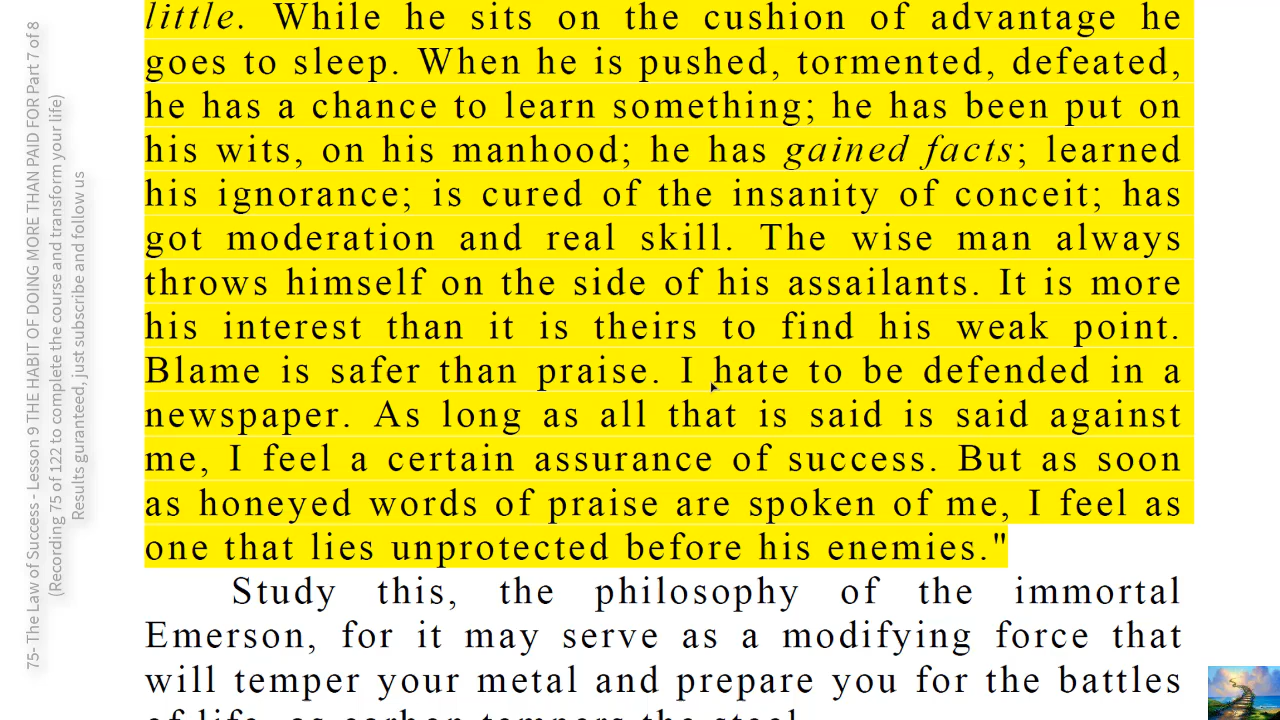 little. While he sits on the cushion of advantage he
goes to sleep. When he is pushed, tormented, defeated,
he has a chance to learn something; he has been put on
his wits, on his manhood; he has gained facts; learned
his ignorance; is cured of the insanity of conceit; has
got moderation and real skill. The wise man always
throws himself on the side of his assailants. It is more
his interest than it is theirs to find his weak point.
Blame is safer than praise. I hate to be defended in a
newspaper. As long as all that is said is said against
me, I feel a certain assurance of success. But as soon
as honeyed words of praise are spoken of me, I feel as
one that lies unprotected before his enemies."
Study this, the philosophy of the immortal
Emerson, for it may serve as a modifying force that
will temper your metal and prepare you for the battles
of life, as carbon tempers the steel.
75- The Law of Success - Lesson 9 THE HABIT OF DOING MORE THAN PAID FOR Part 7 of 8
(Recording 75 of 122 to complete the course and transform your life)
Results guranteed, just subscribe and follow us